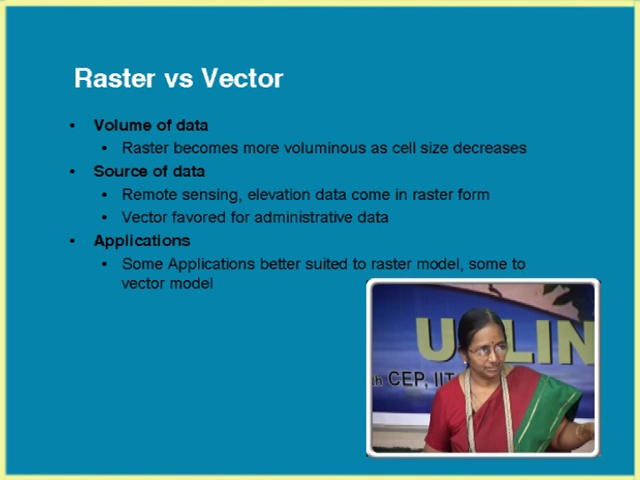 Raster vs Vector
• Volume of data
• Raster becomes more voluminous as cell size decreases
• Source of data
• Remote sensing, elevation data come in raster form
• Vector favored for administrative data
• Applications
• Some Applications better suited to raster model, some to
vector model
CEP, IIT